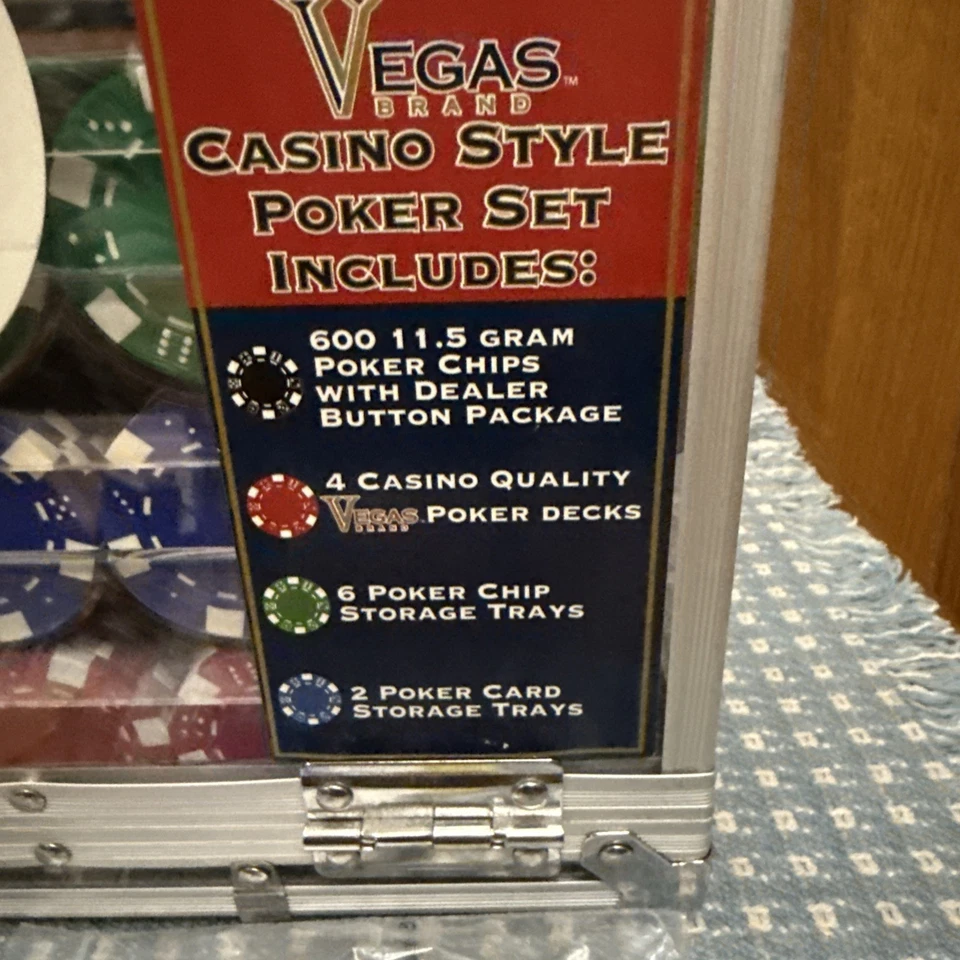 VEGAS™
BRAND
CASINO STYLE
POKER SET
INCLUDES:
600 11.5 GRAM
POKER CHIPS
WITH DEALER
BUTTON PACKAGE
4 CASINO QUALITY
VEGAS BRAND POKER DECKS
6 POKER CHIP
STORAGE TRAYS
2 POKER CARD
STORAGE TRAYS